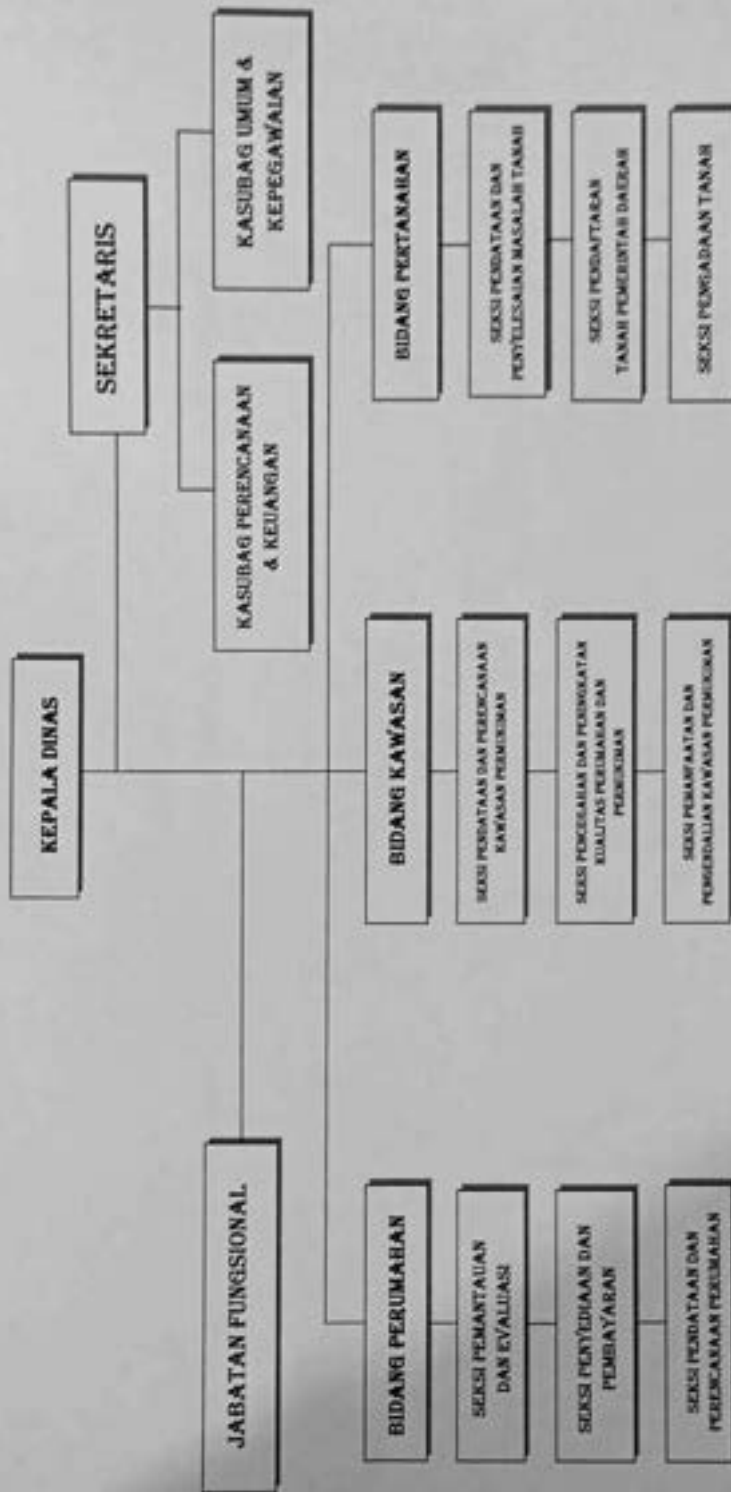 KEPALA DINAS
SEKRETARIS
JABATAN FUNGSIONAL
KASUBAG PERENCANAAN
& KEUANGAN
KASUBAG UMUM &
KEPEGAWAIAN
BIDANG PERUMAHAN
SEKSI PEMANTAUAN
DAN EVALUASI
SEKSI PENYEDIAAN DAN
PEMBAYARAN
SEKSI PENDATAAN DAN
PERENCANAAN PERUMAHAN
BIDANG KAWASAN
SEKSI PENDATAAN DAN PERENCANAAN
KAWASAN PERMUKIMAN
SEKSI PENCEGAHAN DAN PENINGKATAN
KUALITAS PERUMAHAN DAN
PERMUKIMAN
SEKSI PEMANFAATAN DAN
PENGENDALIAN KAWASAN PERMUKIMAN
BIDANG PERTANAHAN
SEKSI PENDATAAN DAN
PENYELESAIAN MASALAH TANAH
SEKSI PENDAFTARAN
TANAH PEMERINTAH DAERAH
SEKSI PENGADAAN TANAH